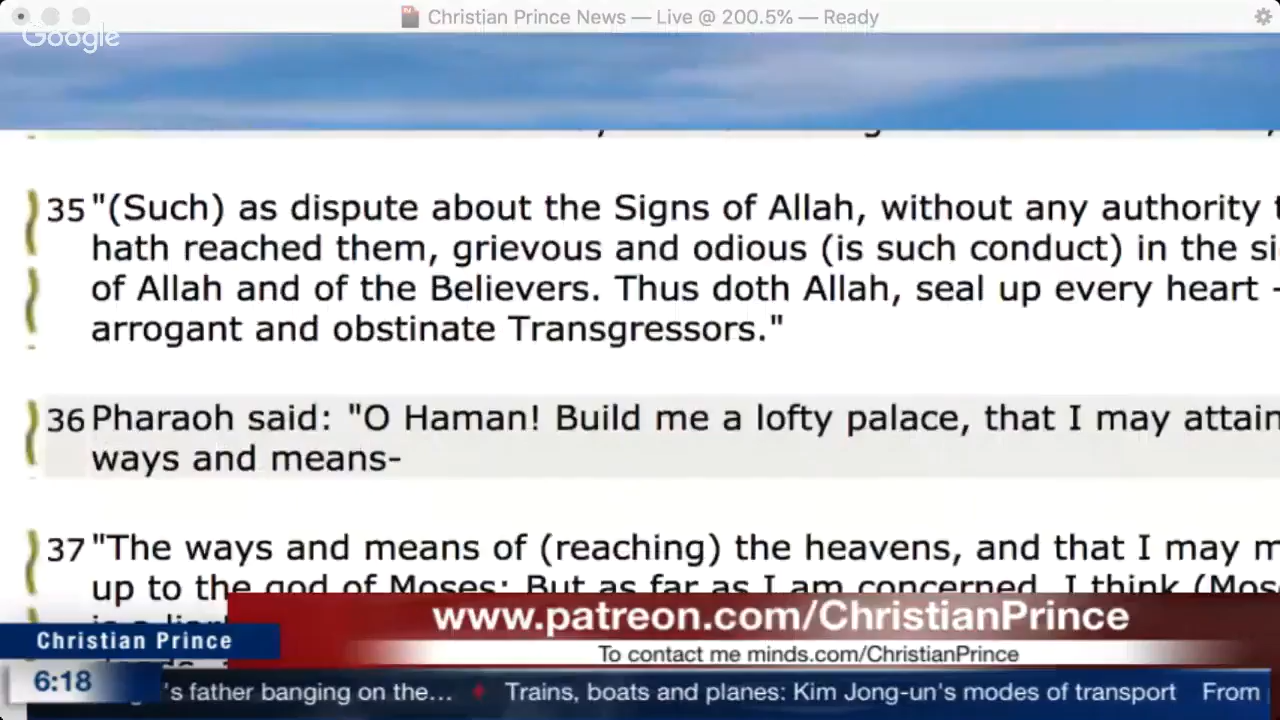 Christian Prince News — Live @ 200.5% — Ready
Google
35 "(Such) as dispute about the Signs of Allah, without any authority
hath reached them, grievous and odious (is such conduct) in the
of Allah and of the Believers. Thus doth Allah, seal up every heart -
arrogant and obstinate Transgressors."
36 Pharaoh said: "O Haman! Build me a lofty palace, that I may attain
ways and means-
37 "The ways and means of (reaching) the heavens, and that I may
up to the god of Moses: But as far as I am concerned, I think
www.patreon.com/ChristianPrince
Christian Prince
To contact me minds.com/ChristianPrince
6:18
's father banging on the... Trains, boats and planes: Kim Jong-un's modes of transport From